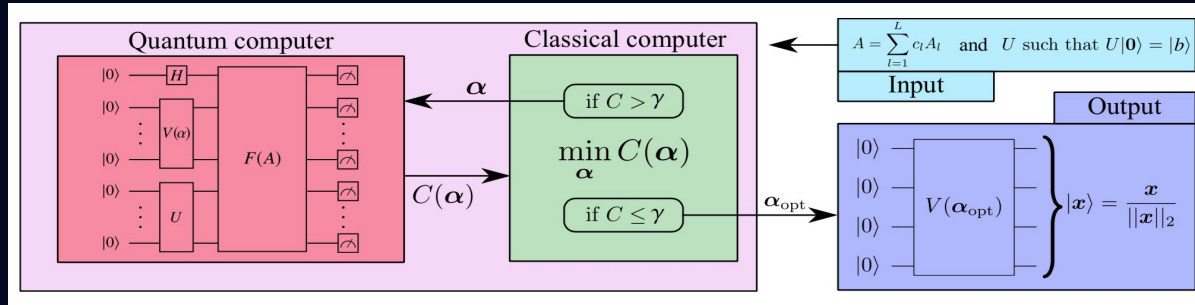 Quantum computer
|0⟩ H
|0⟩
⋮ V(α) ⋮ ⋮
|0⟩ F(A)
|0⟩
⋮ U ⋮ ⋮
|0⟩
α
C(α)
Classical computer
if C > γ
min C(α)
α
if C ≤ γ
α_opt
A = ∑_{l=1}^{L} c_l A_l and U such that U|0⟩ = |b⟩
Input
Output
|0⟩
|0⟩
|0⟩
|0⟩
V(α_opt)
|x⟩ = x / ||x||_2